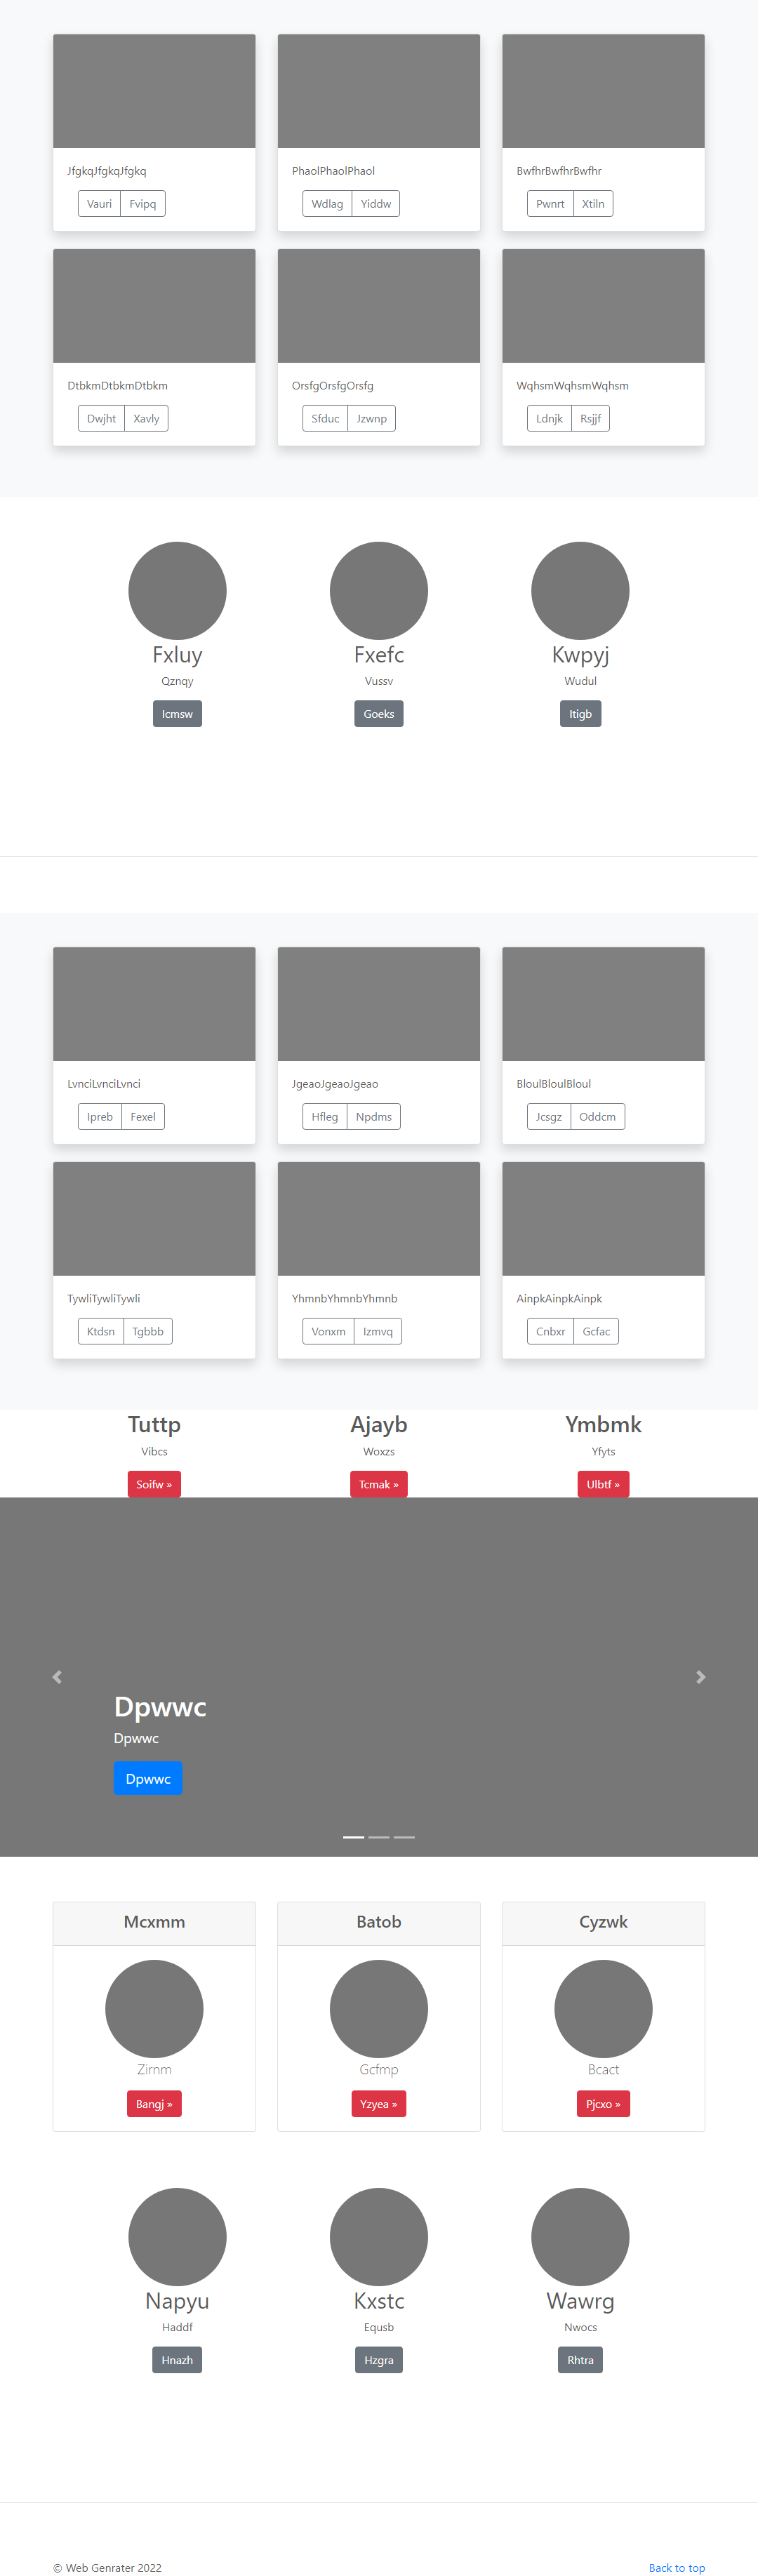 JfgkqJfgkqJfgkq PhaolPhaolPhaol BwfhrBwfhrBwfhr
Vauri Fvipq Wdlag Yiddw Pwnrt Xtiln
DtbkmDtbkmDtbkm OrsfgOrsfgOrsfg WqhsmWqhsmWqhsm
Dwjht Xavly Sfduc Jzwnp Ldnjk Rsjjf
Fxluy Fxefc Kwpyj
Qznqy Vussv Wudul
Icmsw Goeks Itigb
LvnciLvnciLvnci JgeaoJgeaoJgeao BloulBloulBloul
Ipreb Fexel Hfleg Npdms Jcsgz Oddcm
TywliTywliTywli YhmnbYhmnbYhmnb AinpkAinpkAinpk
Ktdsn Tgbbb Vonxm Izmvq Cnbxr Gcfac
Tuttp Ajayb Ymbmk
Vibcs Woxzs Yfyts
Soifw » Tcmak » Ulbtf »
Dpwwc
Dpwwc
Dpwwc
Mcxmm Batob Cyzwk
Zirnm Gcfmp Bcact
Bangj » Yzyea » Pjcxo »
Napyu Kxstc Wawrg
Haddf Equsb Nwocs
Hnazh Hzgra Rhtra
© Web Genrater 2022 Back to top